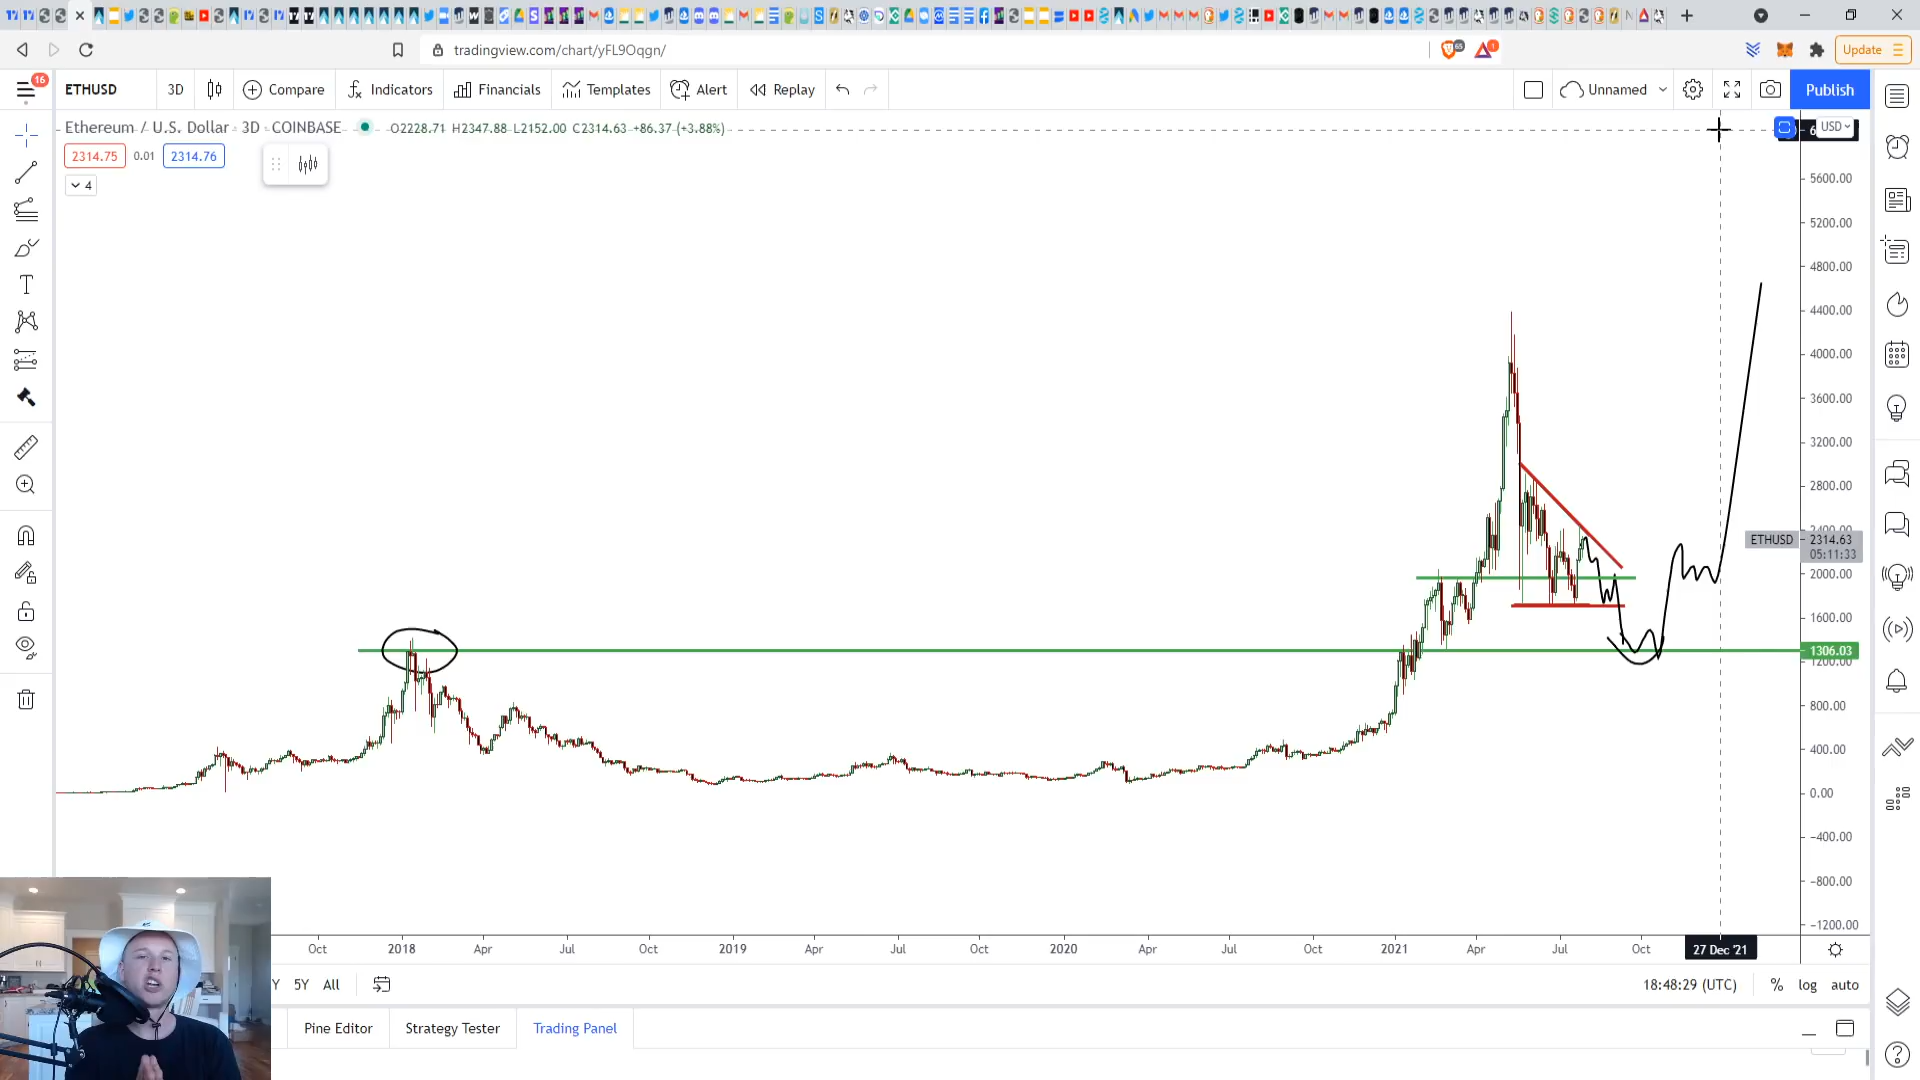 tradingview.com/chart/yFL9Oqgn/
65
1
Update
16
ETHUSD
3D
Compare
Indicators
Financials
Templates
Alert
Replay
Unnamed
Publish
Ethereum / U.S. Dollar · 3D · COINBASE
O2228.71 H2347.88 L2152.00 C2314.63 +86.37 (+3.88%)
USD
2314.75 0.01 2314.76
4
5600.00
5200.00
4800.00
4400.00
4000.00
3600.00
3200.00
2800.00
2400.00
ETHUSD 2314.63
05:11:33
2000.00
1600.00
1306.03
1200.00
800.00
400.00
0.00
−400.00
−800.00
−1200.00
Oct 2018 Apr Jul Oct 2019 Apr Jul Oct 2020 Apr Jul Oct 2021 Apr Jul Oct 27 Dec '21
Y 5Y All 18:48:29 (UTC) % log auto
Pine Editor Strategy Tester Trading Panel